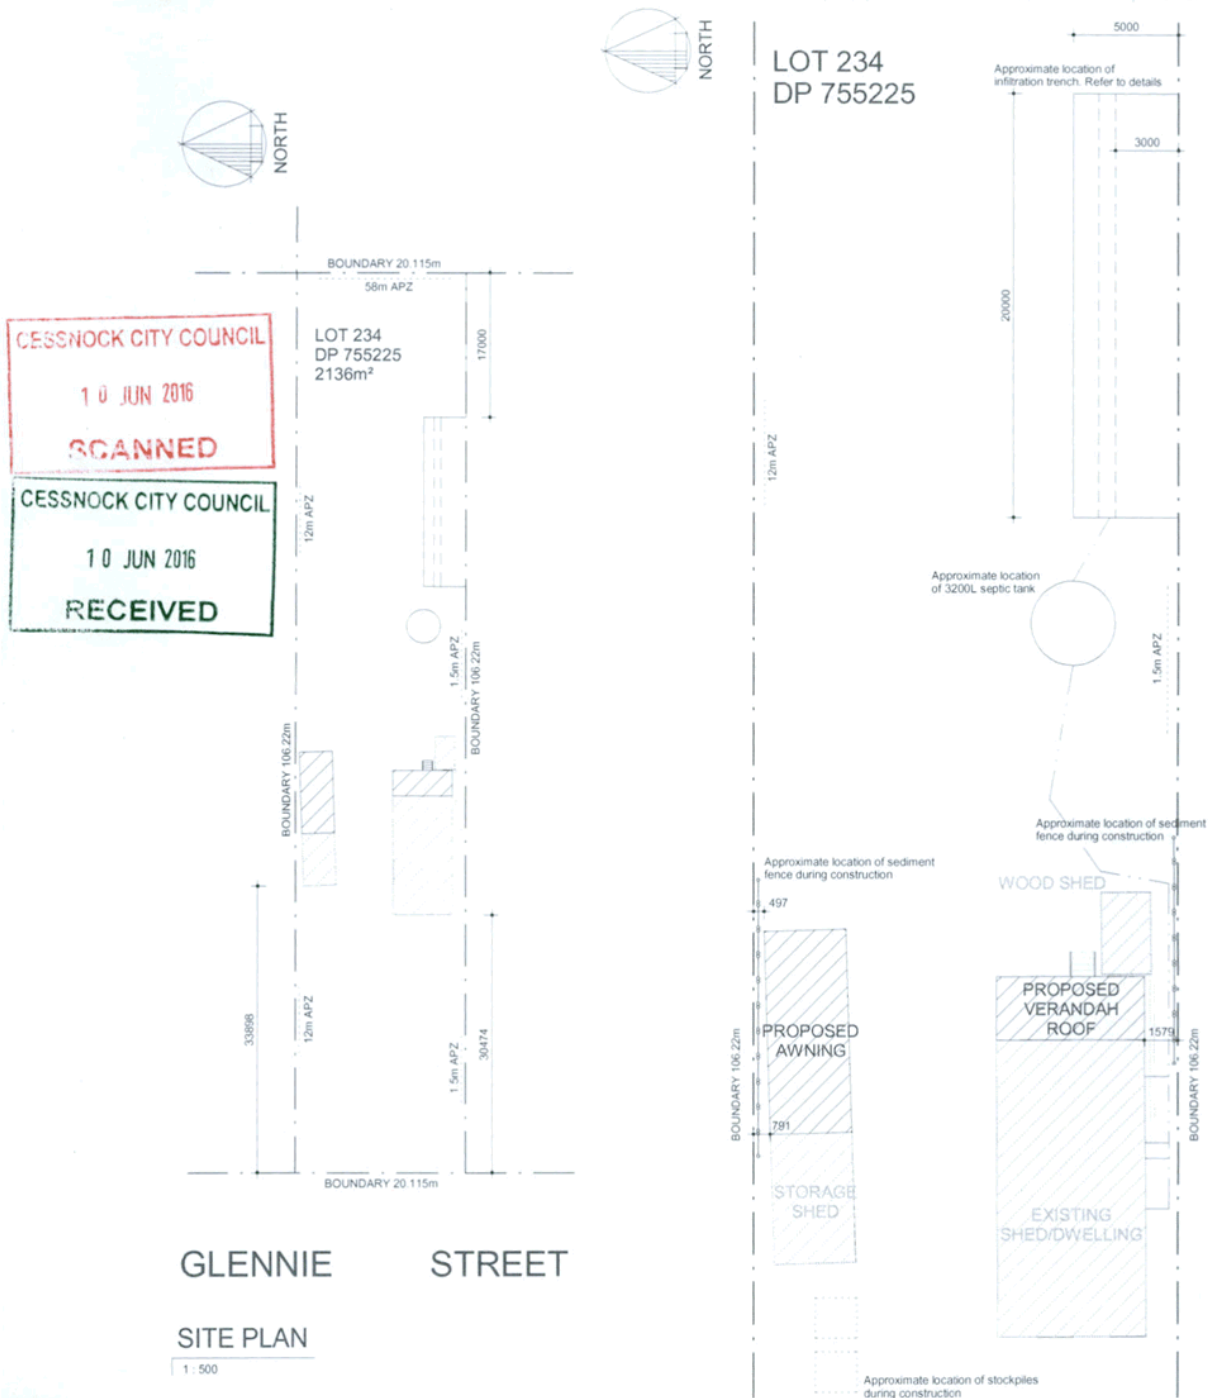 NORTH
BOUNDARY 20.115m
58m APZ
LOT 234
DP 755225
2136m²
17000
CESSNOCK CITY COUNCIL
10 JUN 2016
SCANNED
CESSNOCK CITY COUNCIL
10 JUN 2016
RECEIVED
12m APZ
1.5m APZ
BOUNDARY 106.22m
BOUNDARY 106.22m
33898
12m APZ
1.5m APZ
30474
BOUNDARY 20.115m
GLENNIE STREET
SITE PLAN
1 : 500
NORTH
LOT 234
DP 755225
5000
Approximate location of
infiltration trench. Refer to details
3000
20000
12m APZ
Approximate location
of 3200L septic tank
1.5m APZ
Approximate location of sediment
fence during construction
Approximate location of sediment
fence during construction
WOOD SHED
497
PROPOSED
VERANDAH
ROOF
1579
PROPOSED
AWNING
BOUNDARY 106.22m
BOUNDARY 106.22m
791
STORAGE
SHED
EXISTING
SHED/DWELLING
Approximate location of stockpiles
during construction